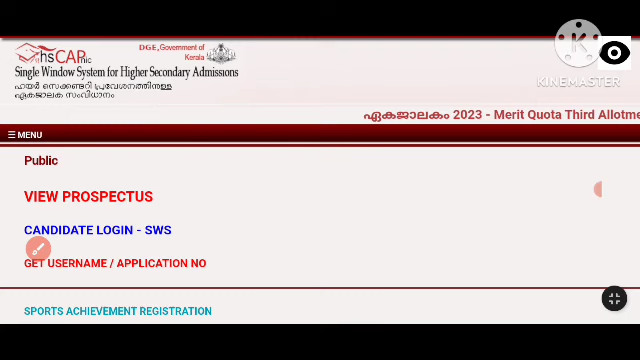 hsCAP
DGE,Government of
Kerala
Single Window System for Higher Secondary Admissions
ഹയർ സെക്കണ്ടറി പ്രവേശനത്തിനുള്ള
ഏകജാലക സംവിധാനം
K
KINEMASTER
ഏകജാലകം 2023 - Merit Quota Third Allotme
☰ MENU
Public
VIEW PROSPECTUS
CANDIDATE LOGIN - SWS
GET USERNAME / APPLICATION NO
SPORTS ACHIEVEMENT REGISTRATION